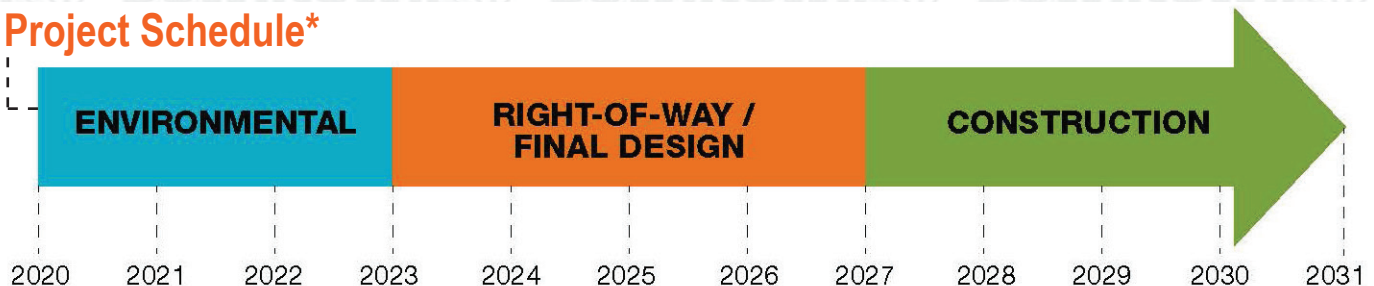 Project Schedule*
ENVIRONMENTAL
RIGHT-OF-WAY /
FINAL DESIGN
CONSTRUCTION
2020 2021 2022 2023 2024 2025 2026 2027 2028 2029 2030 2031